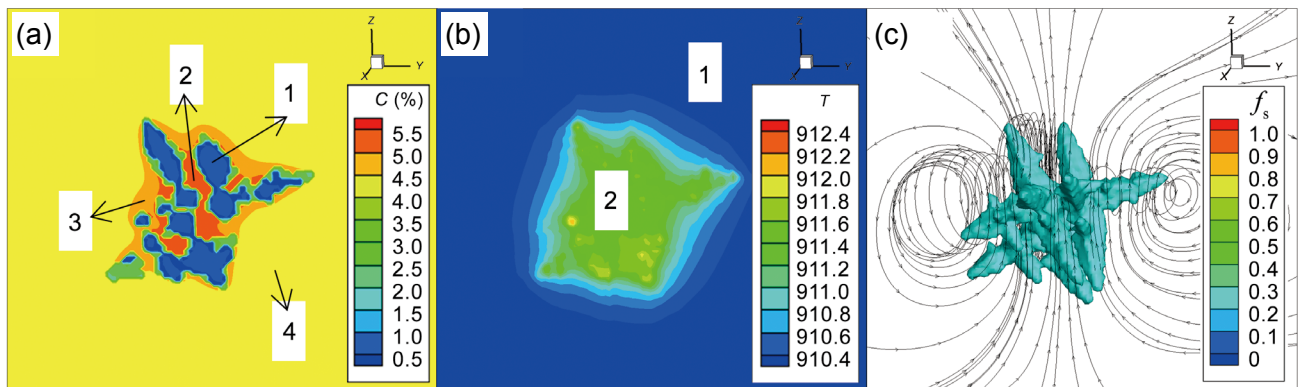 (a)
Z
X
Y
2
1
3
4
C (%)
5.5
5.0
4.5
4.0
3.5
3.0
2.5
2.0
1.5
1.0
0.5
(b)
Z
X
Y
1
2
T
912.4
912.2
912.0
911.8
911.6
911.4
911.2
911.0
910.8
910.6
910.4
(c)
Z
X
Y
fs
1.0
0.9
0.8
0.7
0.6
0.5
0.4
0.3
0.2
0.1
0